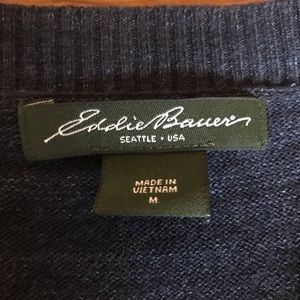 Eddie Bauer
SEATTLE • USA
MADE IN
VIETNAM
M